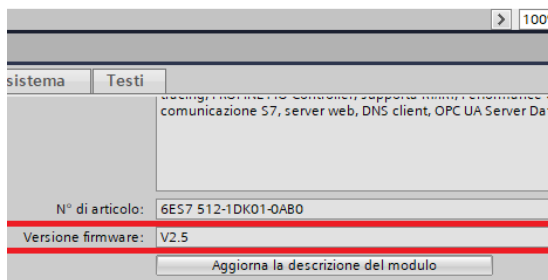 100%
sistema Testi
comunicazione S7, server web, DNS client, OPC UA Server Da
N° di articolo: 6ES7 512-1DK01-0AB0
Versione firmware: V2.5
Aggiorna la descrizione del modulo